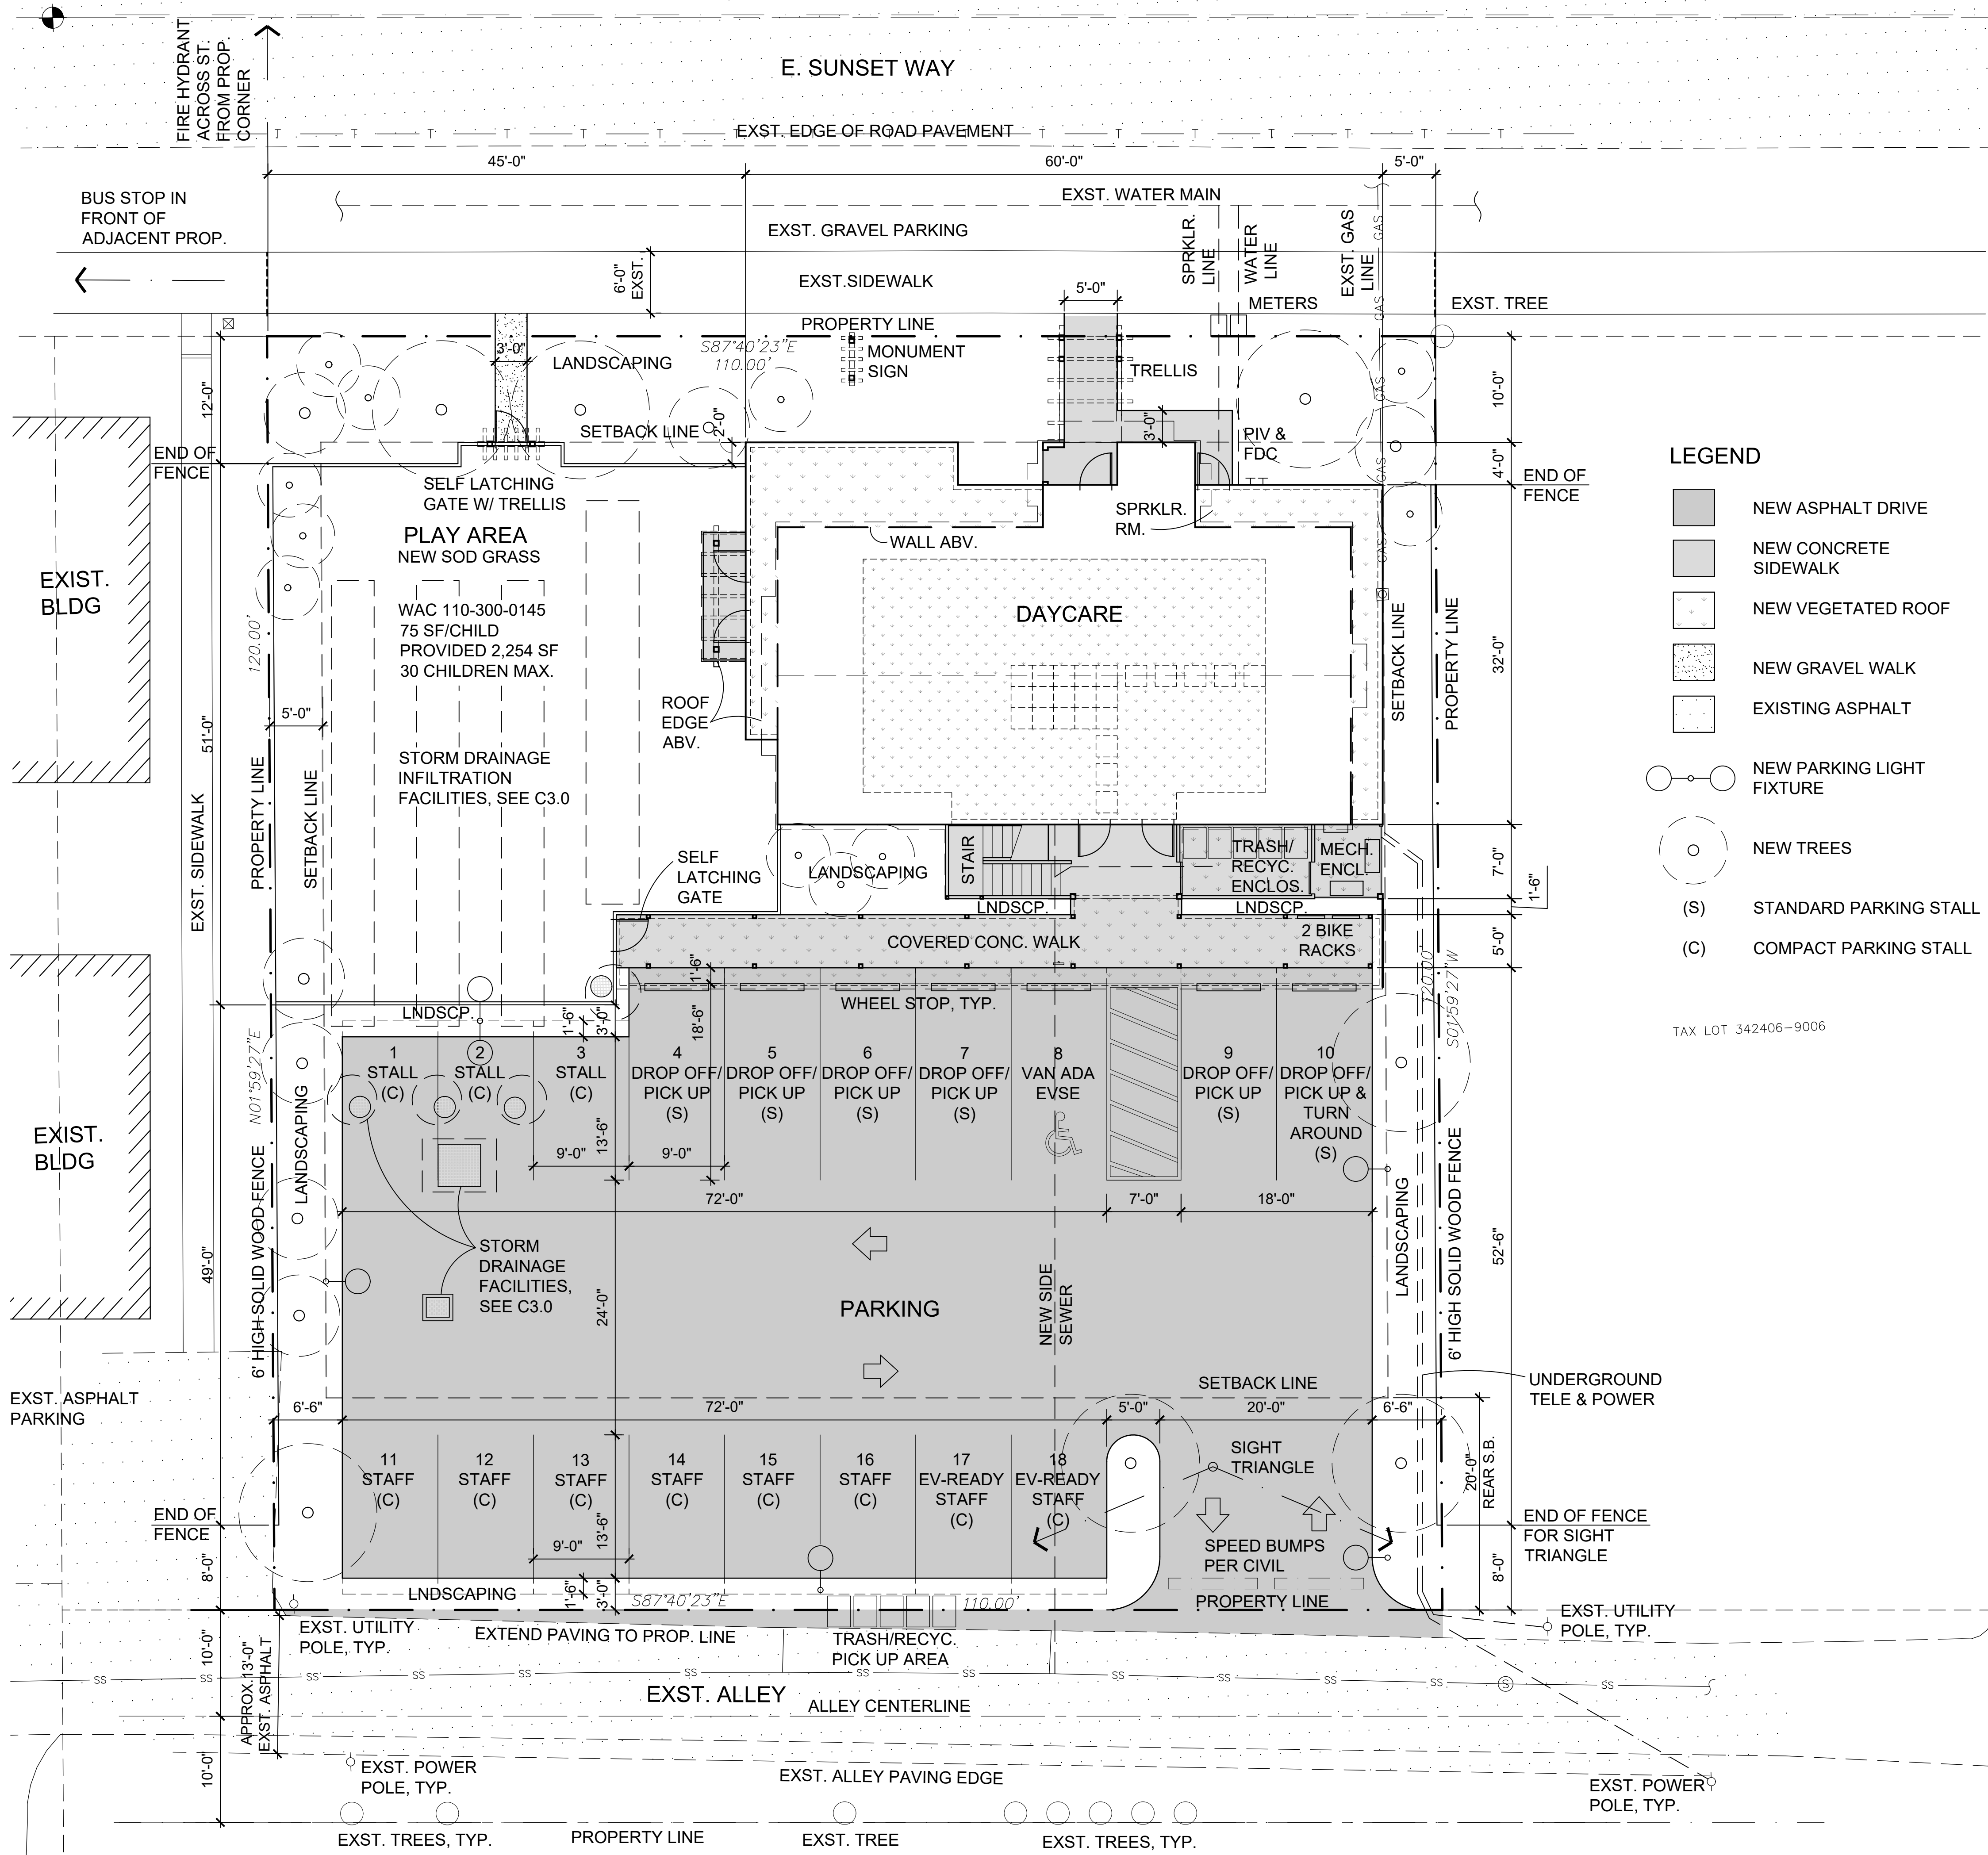 FIRE HYDRANT
ACROSS ST.
FROM PROP.
CORNER
E. SUNSET WAY
EXST. EDGE OF ROAD PAVEMENT
T T T T T T T T T T T T T T T T
45'-0"
60'-0"
5'-0"
BUS STOP IN
FRONT OF
ADJACENT PROP.
EXST. WATER MAIN
EXST. GRAVEL PARKING
6'-0"
EXST.
EXST.SIDEWALK
SPRKLR.
LINE
WATER
LINE
EXST. GAS
LINE
GAS
GAS
GAS
GAS
GAS
5'-0"
METERS
EXST. TREE
PROPERTY LINE
S87°40'23"E
110.00'
MONUMENT
SIGN
TRELLIS
3'-0"
LANDSCAPING
SETBACK LINE
2'-0"
3'-0"
PIV &
FDC
12'-0"
10'-0"
4'-0"
END OF
FENCE
END OF
FENCE
SELF LATCHING
GATE W/ TRELLIS
PLAY AREA
NEW SOD GRASS
WAC 110-300-0145
75 SF/CHILD
PROVIDED 2,254 SF
30 CHILDREN MAX.
STORM DRAINAGE
INFILTRATION
FACILITIES, SEE C3.0
SPRKLR.
RM.
WALL ABV.
DAYCARE
ROOF
EDGE
ABV.
EXIST.
BLDG
EXIST.
BLDG
120.00'
5'-0"
51'-0"
EXST. SIDEWALK
PROPERTY LINE
SETBACK LINE
SETBACK LINE
PROPERTY LINE
32'-0"
LEGEND
NEW ASPHALT DRIVE
NEW CONCRETE
SIDEWALK
NEW VEGETATED ROOF
NEW GRAVEL WALK
EXISTING ASPHALT
NEW PARKING LIGHT
FIXTURE
NEW TREES
(S)
STANDARD PARKING STALL
(C)
COMPACT PARKING STALL
SELF
LATCHING
GATE
LANDSCAPING
STAIR
TRASH/
RECYC.
ENCLOS.
MECH.
ENCL.
7'-0"
1'-6"
LNDSCP.
LNDSCP.
COVERED CONC. WALK
2 BIKE
RACKS
5'-0"
1'-6"
WHEEL STOP, TYP.
LNDSCP.
1'-6"
3'-0"
18'-6"
120.00'
S01°59'27"W
TAX LOT 342406-9006
N01°59'27"E
1
STALL
(C)
2
STALL
(C)
3
STALL
(C)
4
DROP OFF/
PICK UP
(S)
5
DROP OFF/
PICK UP
(S)
6
DROP OFF/
PICK UP
(S)
7
DROP OFF/
PICK UP
(S)
8
VAN ADA
EVSE
9
DROP OFF/
PICK UP
(S)
10
DROP OFF/
PICK UP &
TURN
AROUND
(S)
13'-6"
9'-0"
9'-0"
72'-0"
7'-0"
18'-0"
6' HIGH SOLID WOOD FENCE
LANDSCAPING
STORM
DRAINAGE
FACILITIES,
SEE C3.0
49'-0"
24'-0"
PARKING
NEW SIDE
SEWER
LANDSCAPING
6' HIGH SOLID WOOD FENCE
52'-6"
SETBACK LINE
UNDERGROUND
TELE & POWER
EXST. ASPHALT
PARKING
6'-6"
72'-0"
5'-0"
20'-0"
6'-6"
11
STAFF
(C)
12
STAFF
(C)
13
STAFF
(C)
14
STAFF
(C)
15
STAFF
(C)
16
STAFF
(C)
17
EV-READY
STAFF
(C)
18
EV-READY
STAFF
(C)
SIGHT
TRIANGLE
20'-0"
REAR S.B.
END OF
FENCE
END OF FENCE
FOR SIGHT
TRIANGLE
13'-6"
9'-0"
SPEED BUMPS
PER CIVIL
8'-0"
8'-0"
LNDSCAPING
1'-6"
3'-0"
S87°40'23"E
110.00'
PROPERTY LINE
EXST. UTILITY
POLE, TYP.
EXTEND PAVING TO PROP. LINE
TRASH/RECYC.
PICK UP AREA
EXST. UTILITY
POLE, TYP.
10'-0"
APPROX.13'-0"
EXST. ASPHALT
SS SS SS SS SS SS SS SS SS SS SS SS SS S SS
EXST. ALLEY
ALLEY CENTERLINE
10'-0"
EXST. POWER
POLE, TYP.
EXST. ALLEY PAVING EDGE
EXST. POWER
POLE, TYP.
EXST. TREES, TYP.
PROPERTY LINE
EXST. TREE
EXST. TREES, TYP.